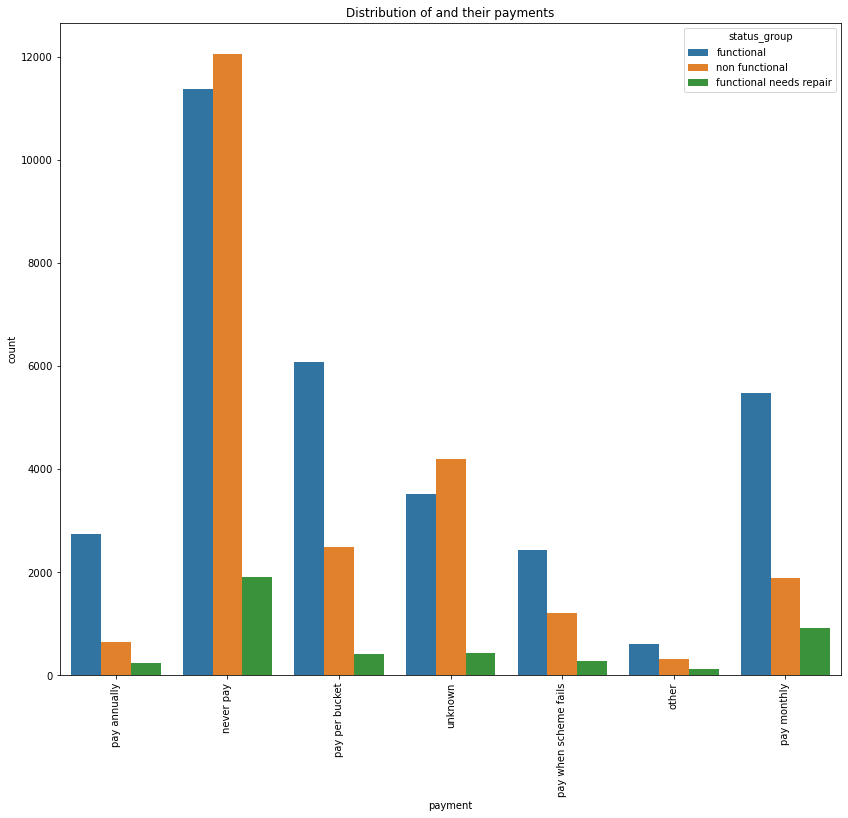 Distribution of and their payments
status_group
functional
non functional
functional needs repair
12000
10000
8000
6000
4000
2000
0
count
pay annually
never pay
pay per bucket
unknown
pay when scheme fails
other
pay monthly
payment